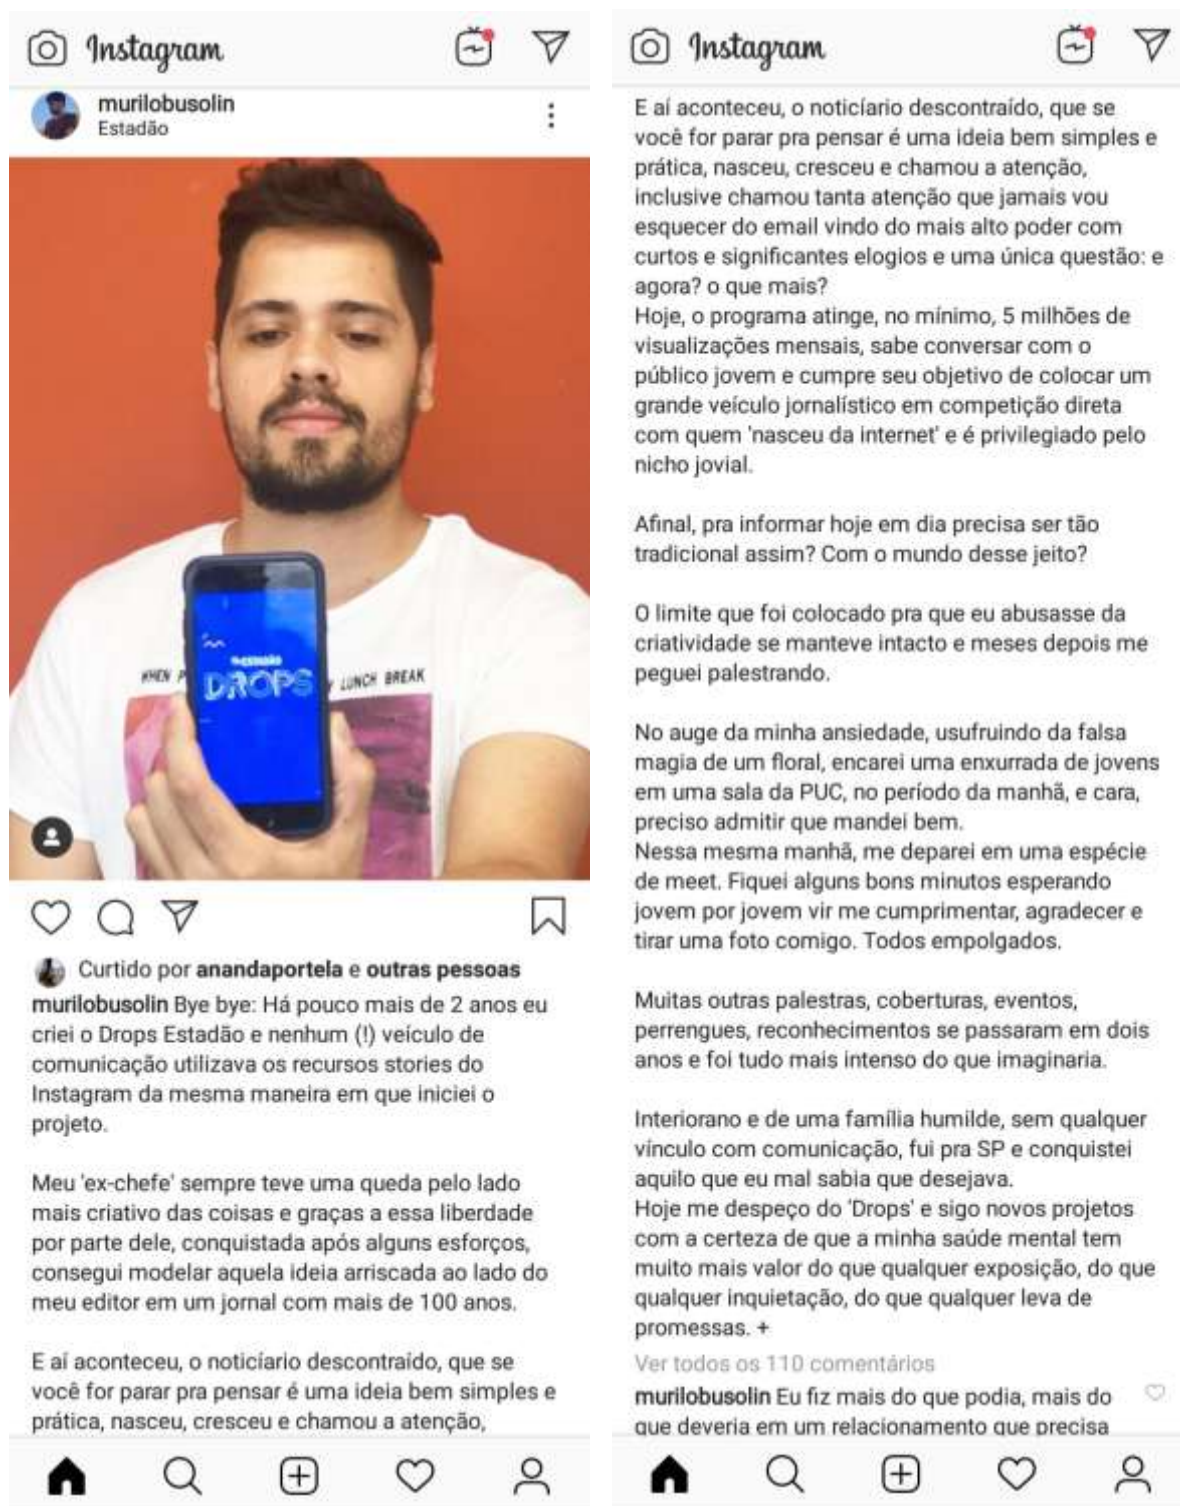 Instagram
murilobusolin
Estadão
WHEN P
Y LUNCH BREAK
ESTADÃO
DROPS
Curtido por anandaportela e outras pessoas
murilobusolin Bye bye: Há pouco mais de 2 anos eu
criei o Drops Estadão e nenhum (!) veículo de
comunicação utilizava os recursos stories do
Instagram da mesma maneira em que iniciei o
projeto.
Meu 'ex-chefe' sempre teve uma queda pelo lado
mais criativo das coisas e graças a essa liberdade
por parte dele, conquistada após alguns esforços,
consegui modelar aquela ideia arriscada ao lado do
meu editor em um jornal com mais de 100 anos.
E aí aconteceu, o noticíario descontraído, que se
você for parar pra pensar é uma ideia bem simples e
prática, nasceu, cresceu e chamou a atenção,
Instagram
E aí aconteceu, o noticíario descontraído, que se
você for parar pra pensar é uma ideia bem simples e
prática, nasceu, cresceu e chamou a atenção,
inclusive chamou tanta atenção que jamais vou
esquecer do email vindo do mais alto poder com
curtos e significantes elogios e uma única questão: e
agora? o que mais?
Hoje, o programa atinge, no mínimo, 5 milhões de
visualizações mensais, sabe conversar com o
público jovem e cumpre seu objetivo de colocar um
grande veículo jornalístico em competição direta
com quem 'nasceu da internet' e é privilegiado pelo
nicho jovial.
Afinal, pra informar hoje em dia precisa ser tão
tradicional assim? Com o mundo desse jeito?
O limite que foi colocado pra que eu abusasse da
criatividade se manteve intacto e meses depois me
peguei palestrando.
No auge da minha ansiedade, usufruindo da falsa
magia de um floral, encarei uma enxurrada de jovens
em uma sala da PUC, no período da manhã, e cara,
preciso admitir que mandei bem.
Nessa mesma manhã, me deparei em uma espécie
de meet. Fiquei alguns bons minutos esperando
jovem por jovem vir me cumprimentar, agradecer e
tirar uma foto comigo. Todos empolgados.
Muitas outras palestras, coberturas, eventos,
perrengues, reconhecimentos se passaram em dois
anos e foi tudo mais intenso do que imaginaria.
Interiorano e de uma família humilde, sem qualquer
vínculo com comunicação, fui pra SP e conquistei
aquilo que eu mal sabia que desejava.
Hoje me despeço do 'Drops' e sigo novos projetos
com a certeza de que a minha saúde mental tem
muito mais valor do que qualquer exposição, do que
qualquer inquietação, do que qualquer leva de
promessas. +
Ver todos os 110 comentários
murilobusolin Eu fiz mais do que podia, mais do
que deveria em um relacionamento que precisa